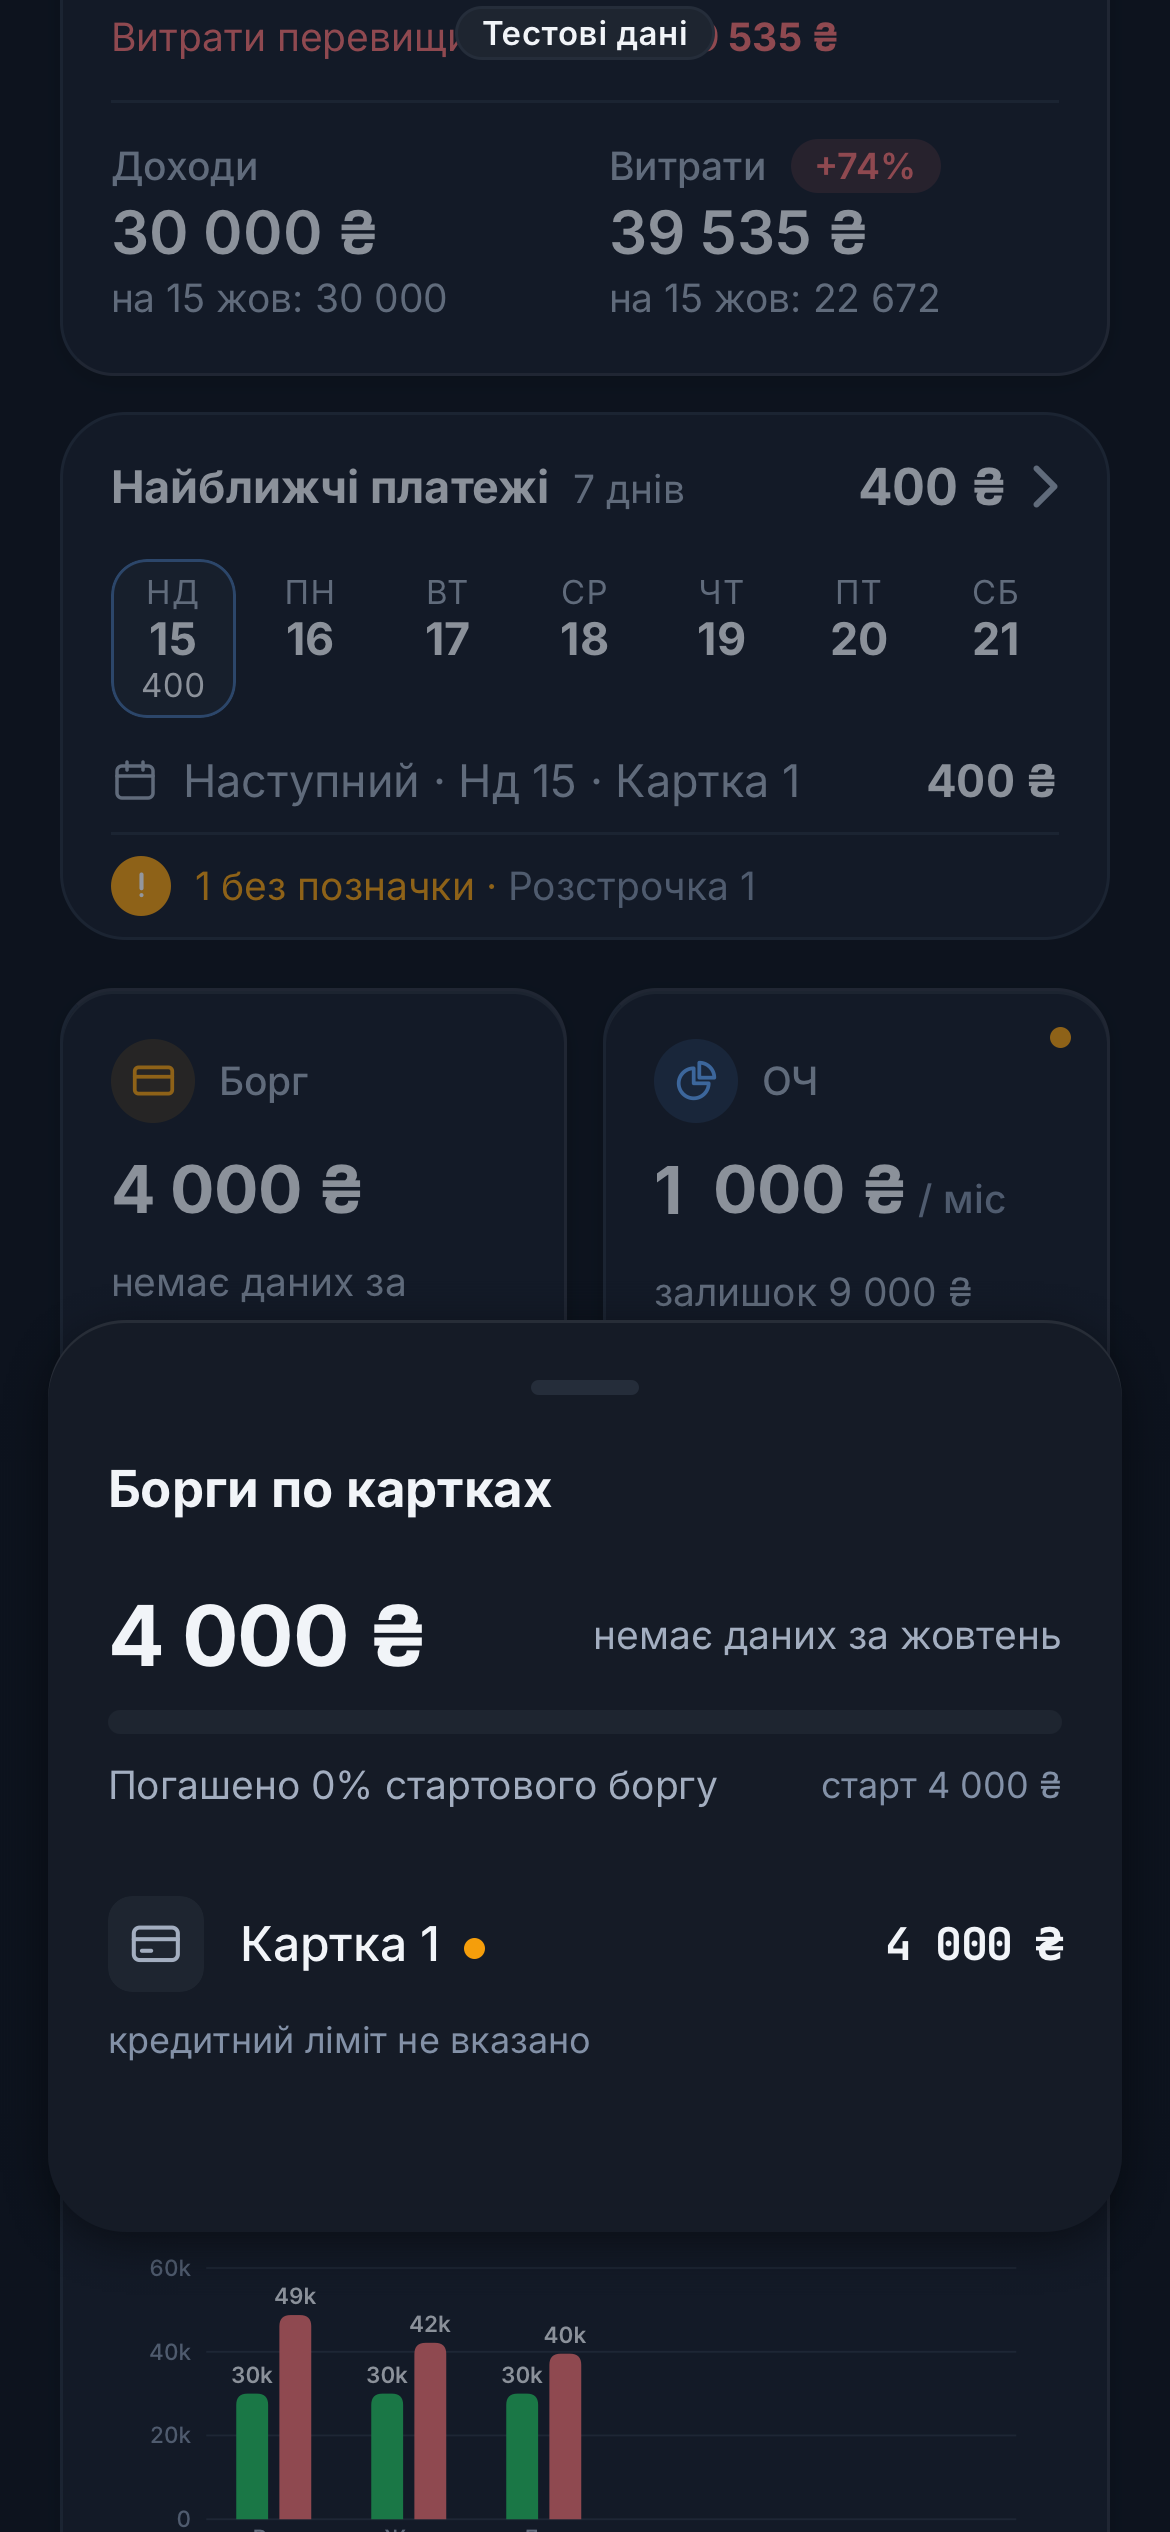 Витрати перевищи
Тестові дані
535 ₴
Доходи
Витрати +74%
30 000 ₴
39 535 ₴
на 15 жов: 30 000
на 15 жов: 22 672
Найближчі платежі 7 днів 400 ₴
НД ПН ВТ СР ЧТ ПТ СБ
15 16 17 18 19 20 21
400
Наступний · Нд 15 · Картка 1 400 ₴
! 1 без позначки · Розстрочка 1
Борг
4 000 ₴
немає даних за
ОЧ
1 000 ₴ / міс
залишок 9 000 ₴
Борги по картках
4 000 ₴ немає даних за жовтень
Погашено 0% стартового боргу старт 4 000 ₴
Картка 1 4 000 ₴
кредитний ліміт не вказано
60k
49k
42k
40k
40k
30k 30k 30k
20k
0